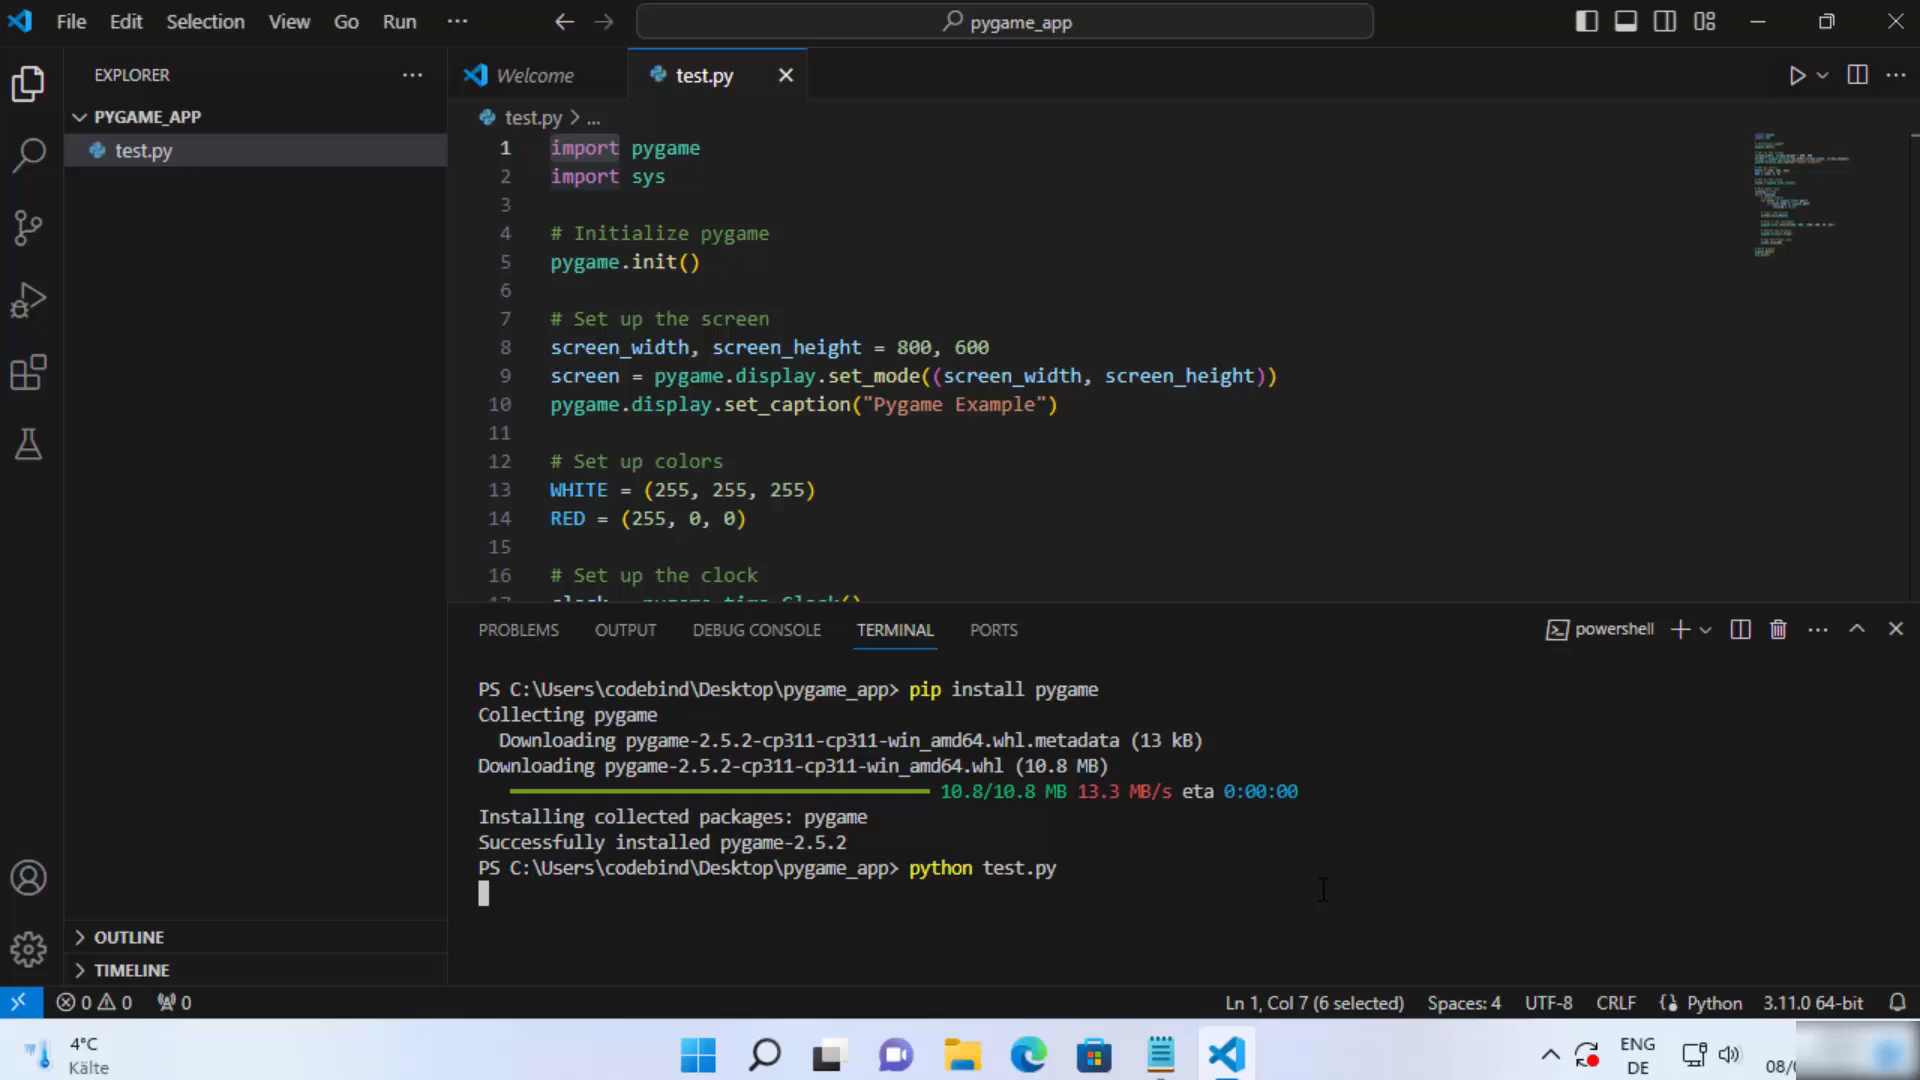 File Edit Selection View Go Run ···
pygame_app
EXPLORER
PYGAME_APP
test.py
OUTLINE
TIMELINE
Welcome
test.py
test.py > ...
1 import pygame
2 import sys
3
4 # Initialize pygame
5 pygame.init()
6
7 # Set up the screen
8 screen_width, screen_height = 800, 600
9 screen = pygame.display.set_mode((screen_width, screen_height))
10 pygame.display.set_caption("Pygame Example")
11
12 # Set up colors
13 WHITE = (255, 255, 255)
14 RED = (255, 0, 0)
15
16 # Set up the clock
17 clock = pygame.time.Clock()
PROBLEMS OUTPUT DEBUG CONSOLE TERMINAL PORTS
powershell
PS C:\Users\codebind\Desktop\pygame_app> pip install pygame
Collecting pygame
Downloading pygame-2.5.2-cp311-cp311-win_amd64.whl.metadata (13 kB)
Downloading pygame-2.5.2-cp311-cp311-win_amd64.whl (10.8 MB)
10.8/10.8 MB 13.3 MB/s eta 0:00:00
Installing collected packages: pygame
Successfully installed pygame-2.5.2
PS C:\Users\codebind\Desktop\pygame_app> python test.py
0 0 0
Ln 1, Col 7 (6 selected) Spaces: 4 UTF-8 CRLF Python 3.11.0 64-bit
4°C
Kälte
ENG
DE
08/